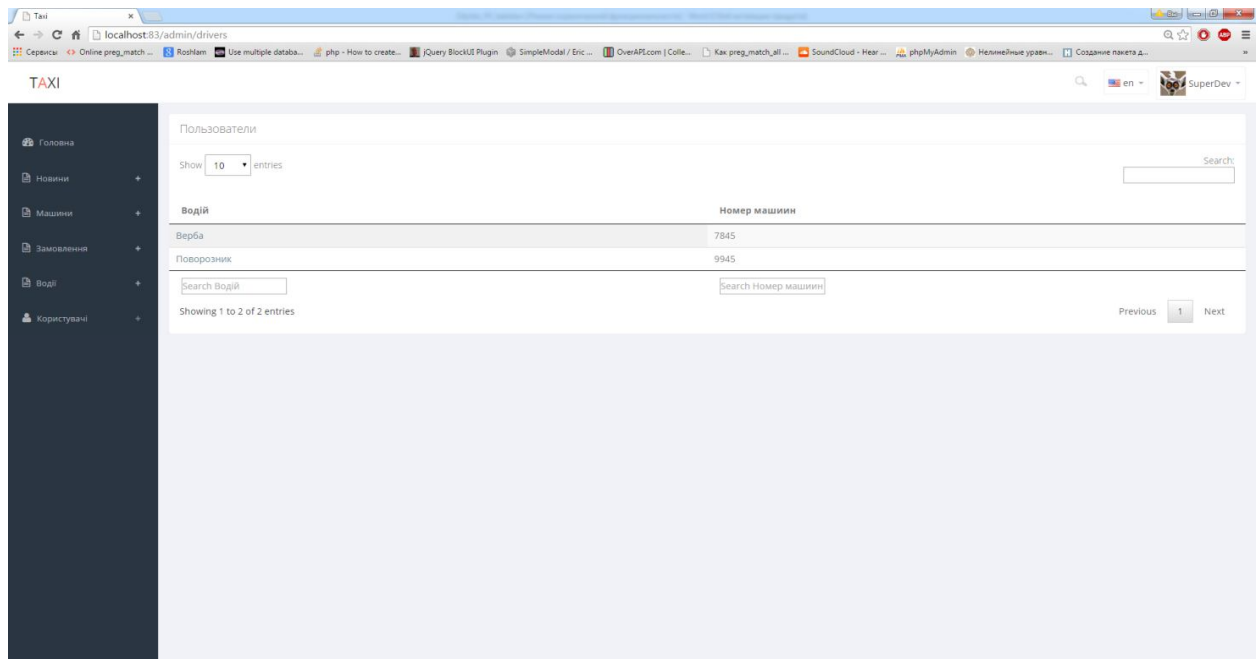 Taxi
localhost:83/admin/drivers
Сервисы Online preg_match ... Roshlam Use multiple databa... php - How to create... jQuery BlockUI Plugin SimpleModal / Eric ... OverAPI.com | Colle... Как preg_match_all ... SoundCloud - Hear ... phpMyAdmin Нелинейные уравн... Создание пакета д...
TAXI
en
SuperDev
Головна
Новини +
Машини +
Замовлення +
Водії +
Користувачі +
Пользователи
Show 10 entries
Search:
Водій Номер машиин
Верба 7845
Поворозник 9945
Search Водій Search Номер машиин
Showing 1 to 2 of 2 entries
Previous 1 Next